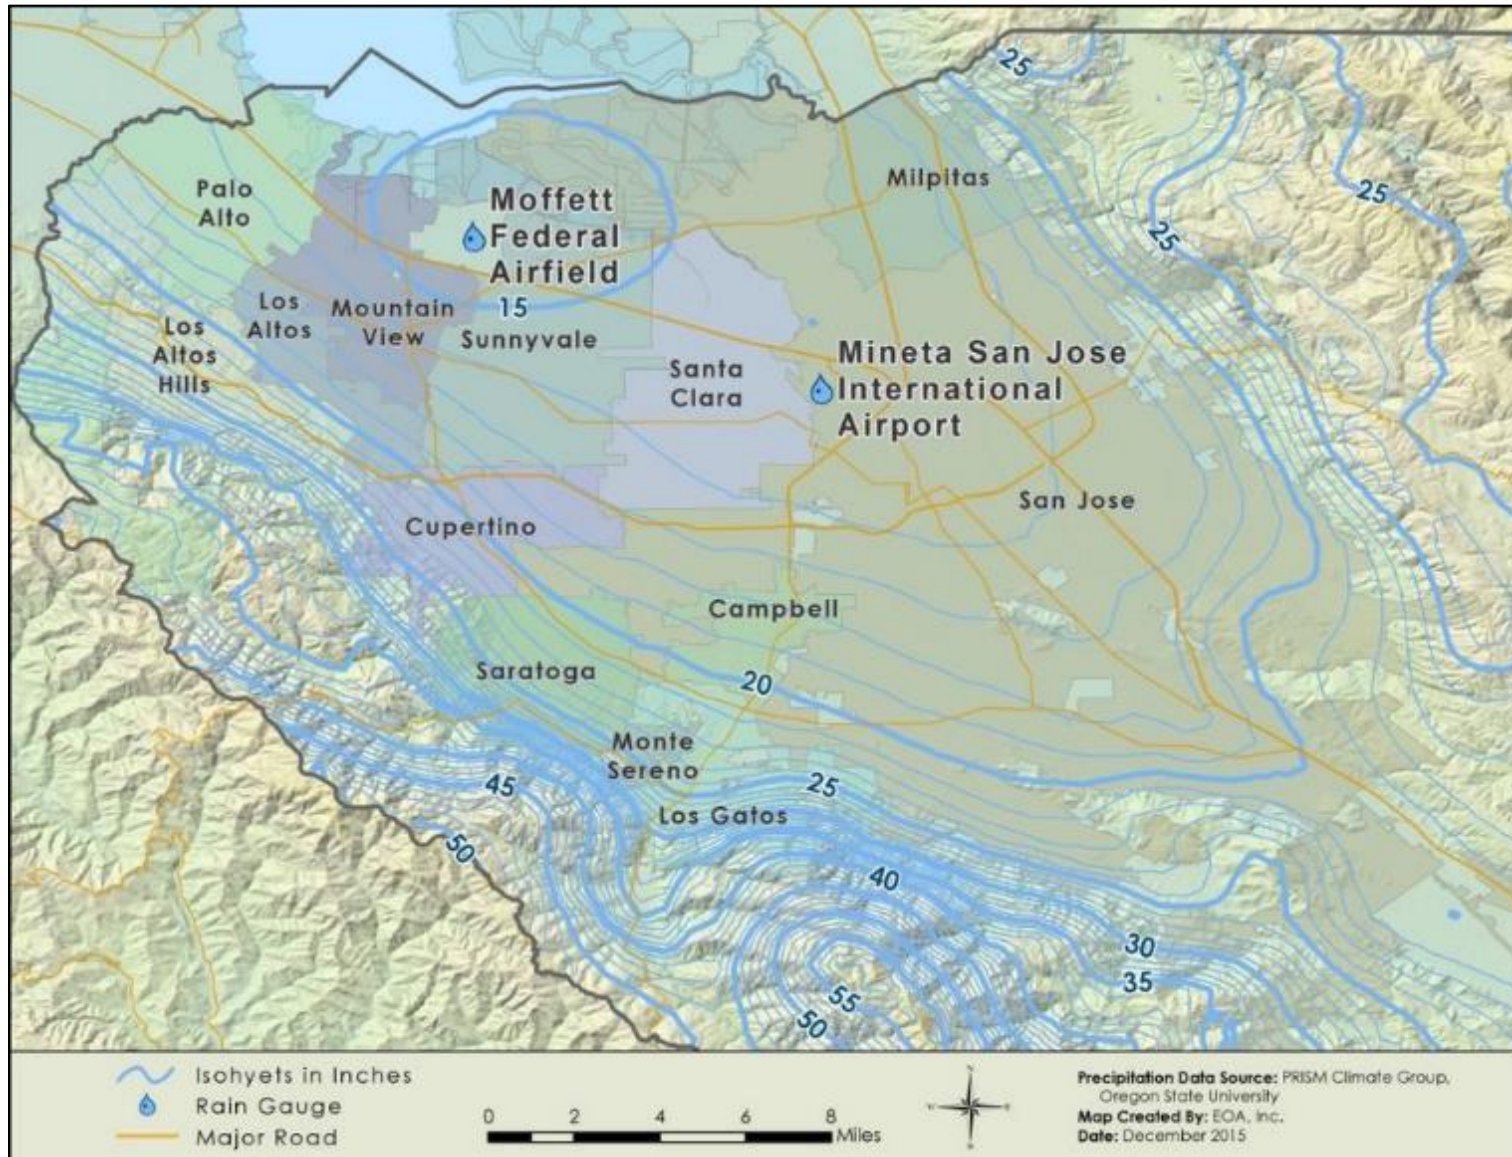 25
Milpitas
Palo
Alto
25
Moffett
Federal
Airfield
25
15
Los
Altos
Mountain
View
Sunnyvale
Los
Altos
Hills
Santa
Clara
Mineta San Jose
International
Airport
San Jose
Cupertino
Campbell
Saratoga
20
Monte
Sereno
45
25
Los Gatos
50
40
30
35
55
50
Isohyets in Inches
Rain Gauge
Major Road
0 2 4 6 8
Miles
Precipitation Data Source: PRISM Climate Group,
Oregon State University
Map Created By: EOA, Inc.
Date: December 2015